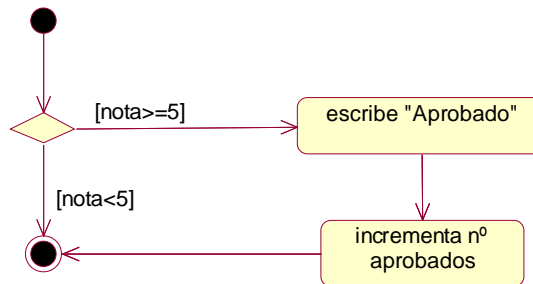 [nota>=5]
escribe "Aprobado"
[nota<5]
incrementa nº
aprobados